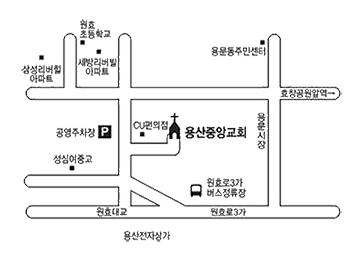 원효
초등학교
세방리버빌
아파트
삼성리버힐
아파트
용문동주민센터
효창공원앞역→
공영주차장 P
CU편의점
용산중앙교회
용문시장
성심여중고
원효로3가
버스정류장
원효대교
원효로3가
용산전자상가